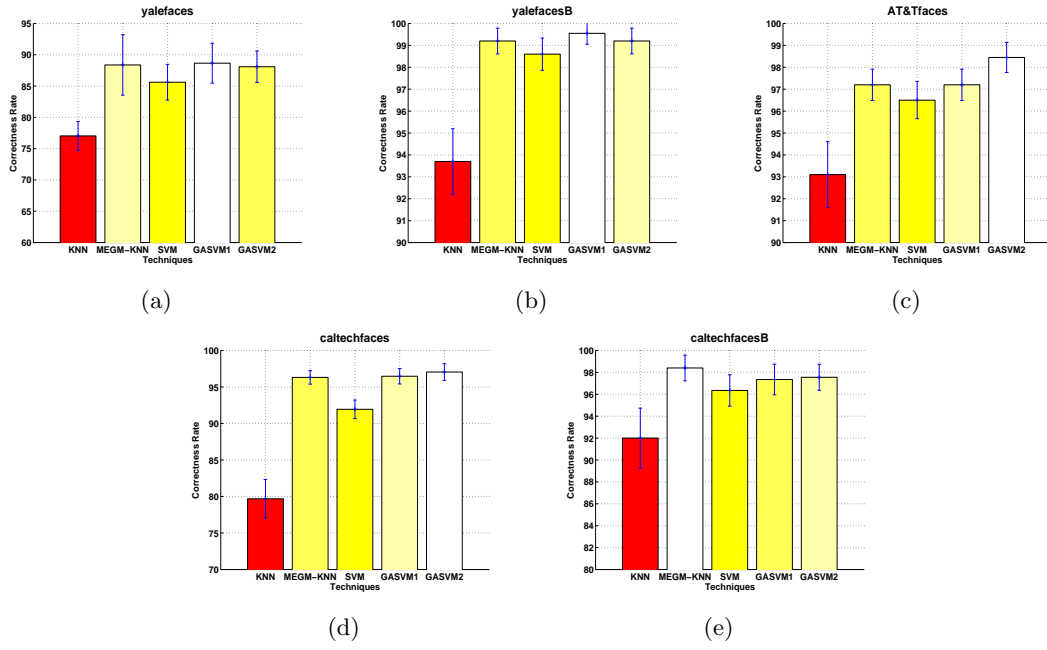 yalefaces
95
90
85
80
75
70
65
60
Correctness Rate
KNN MEGM−KNN SVM GASVM1 GASVM2
Techniques
(a)
yalefacesB
100
99
98
97
96
95
94
93
92
91
90
Correctness Rate
KNN MEGM−KNN SVM GASVM1 GASVM2
Techniques
(b)
AT&Tfaces
100
99
98
97
96
95
94
93
92
91
90
Correctness Rate
KNN MEGM−KNN SVM GASVM1 GASVM2
Techniques
(c)
caltechfaces
100
95
90
85
80
75
70
Correctness Rate
KNN MEGM−KNN SVM GASVM1 GASVM2
Techniques
(d)
caltechfacesB
100
98
96
94
92
90
88
86
84
82
80
Correctness Rate
KNN MEGM−KNN SVM GASVM1 GASVM2
Techniques
(e)